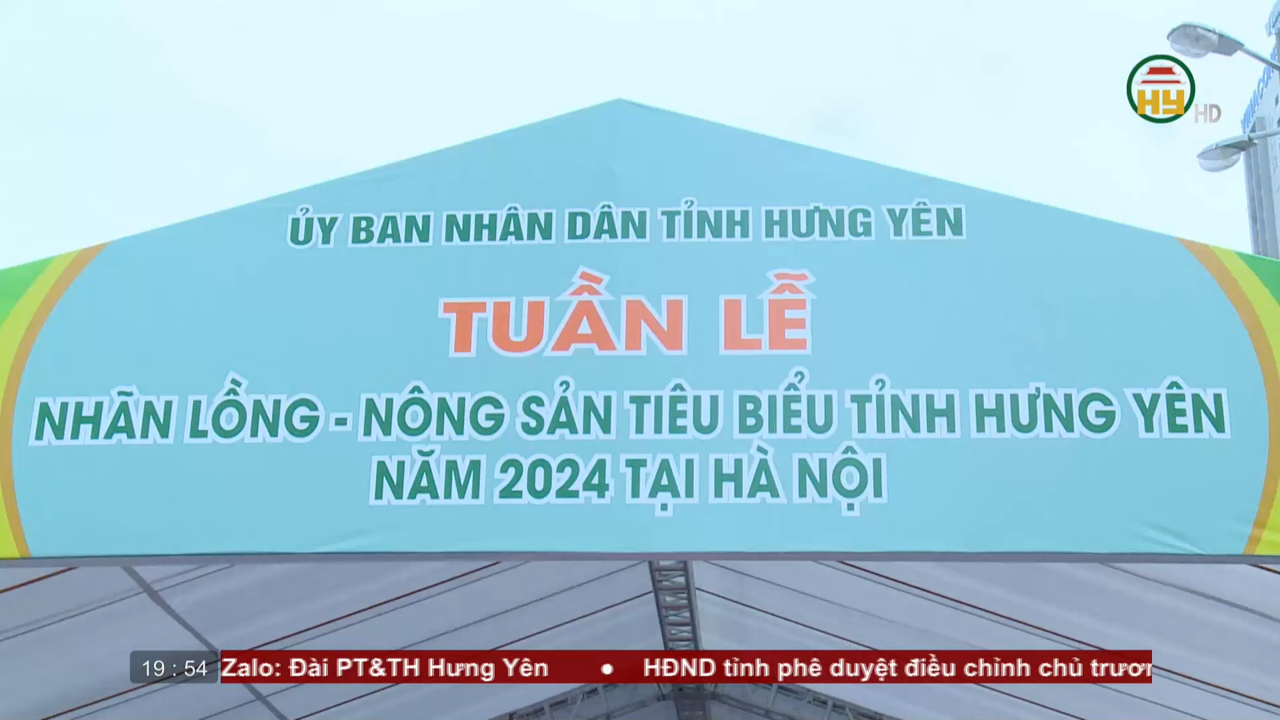 HY HD
ỦY BAN NHÂN DÂN TỈNH HƯNG YÊN
TUẦN LỄ
NHÃN LỒNG - NÔNG SẢN TIÊU BIỂU TỈNH HƯNG YÊN
NĂM 2024 TẠI HÀ NỘI
19 : 54 Zalo: Đài PT&TH Hưng Yên • HĐND tỉnh phê duyệt điều chỉnh chủ